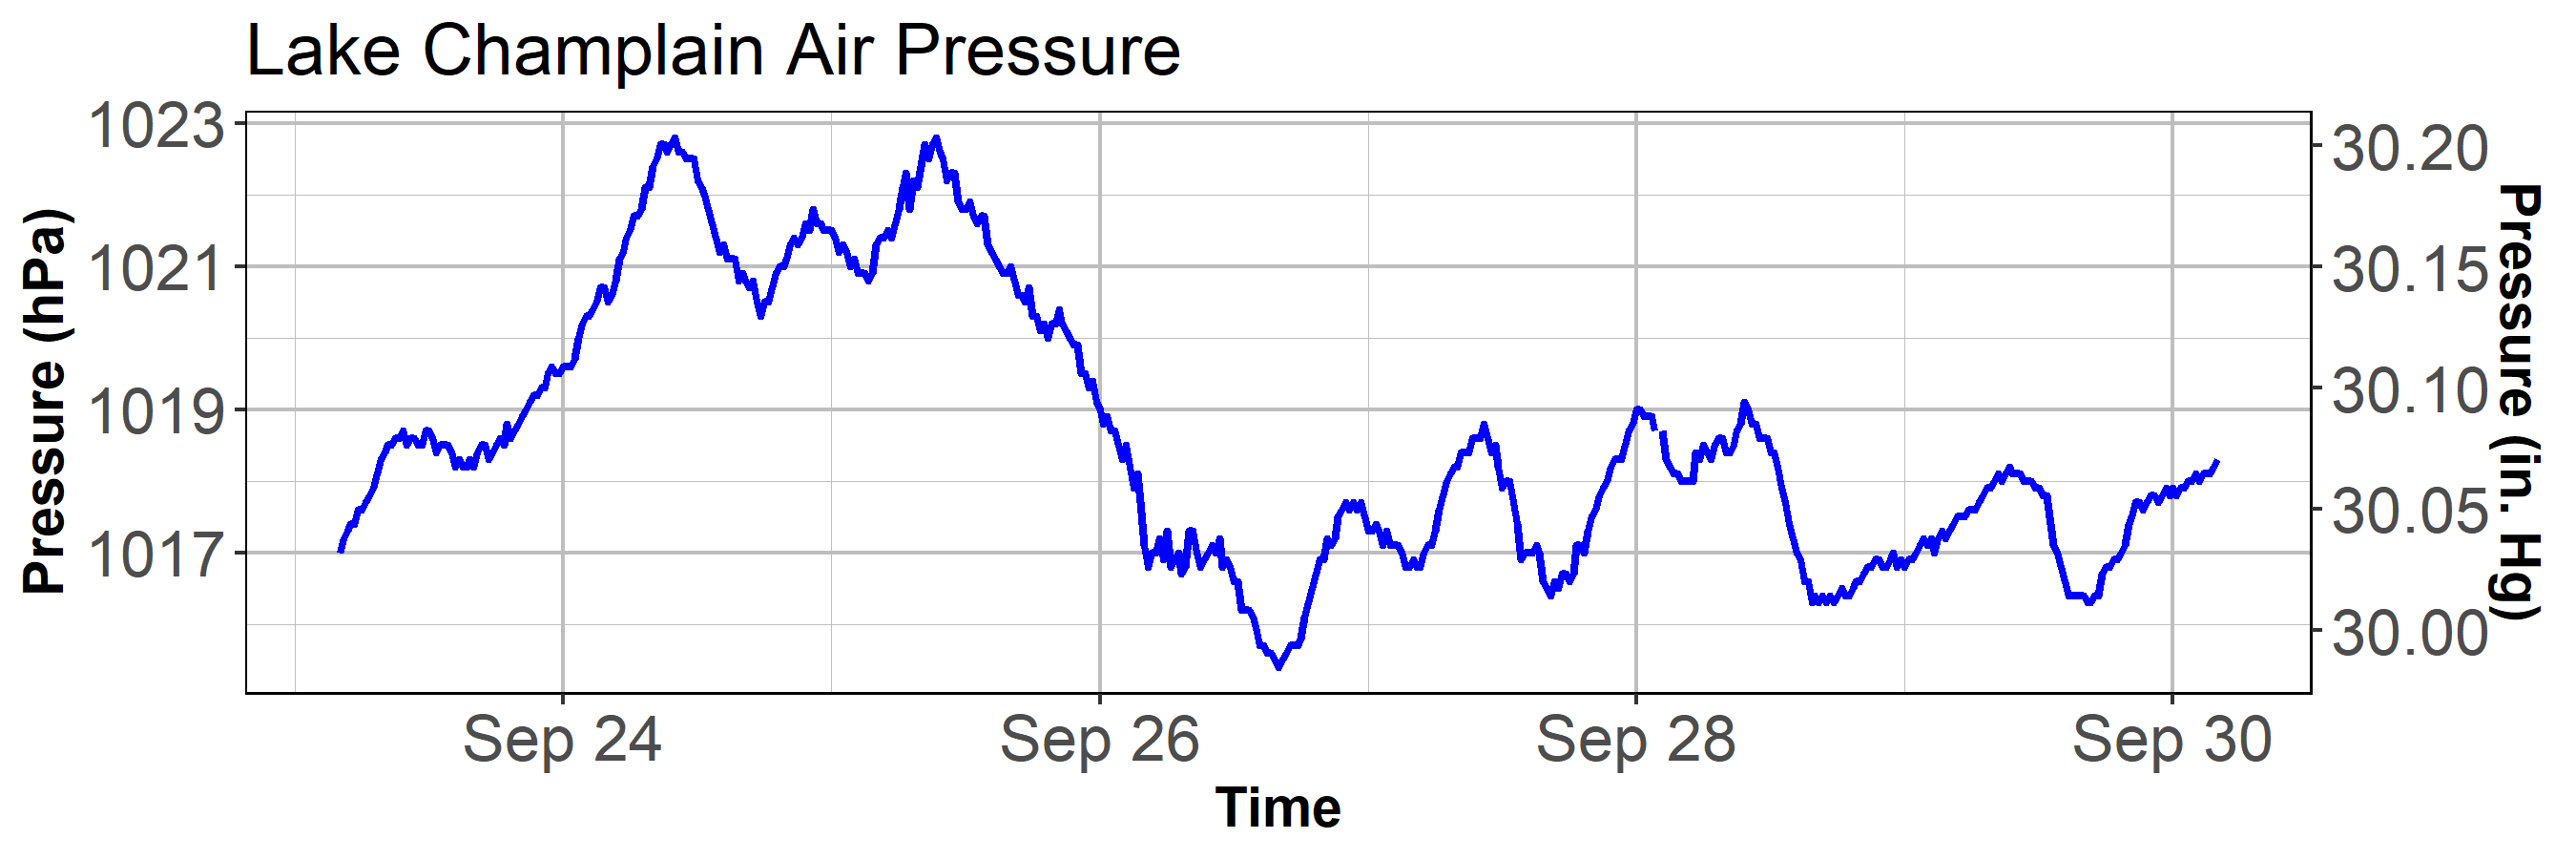 Lake Champlain Air Pressure
1023
1021
1019
1017
Pressure (hPa)
30.20
30.15
30.10
30.05
30.00
Pressure (in. Hg)
Sep 24
Sep 26
Sep 28
Sep 30
Time